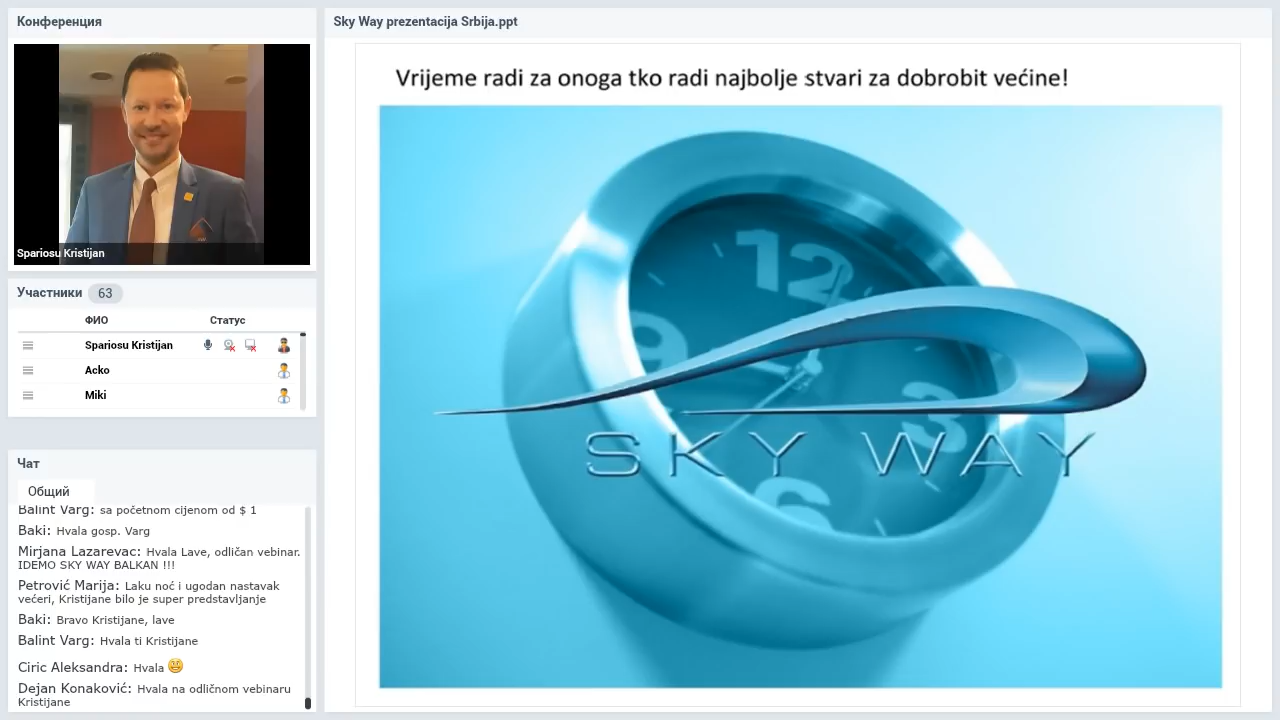 Конференция
Spariosu Kristijan
Участники 63
ФИО Статус
Spariosu Kristijan
Acko
Miki
Чат
Общий
Balint Varg: sa početnom cijenom od $ 1
Baki: Hvala gosp. Varg
Mirjana Lazarevac: Hvala Lave, odličan vebinar.
IDEMO SKY WAY BALKAN !!!
Petrović Marija: Laku noć i ugodan nastavak
večeri, Kristijane bilo je super predstavljanje
Baki: Bravo Kristijane, lave
Balint Varg: Hvala ti Kristijane
Ciric Aleksandra: Hvala
Dejan Konaković: Hvala na odličnom vebinaru
Kristijane
Sky Way prezentacija Srbija.ppt
Vrijeme radi za onoga tko radi najbolje stvari za dobrobit većine!
12
9
3
6
SKY WAY